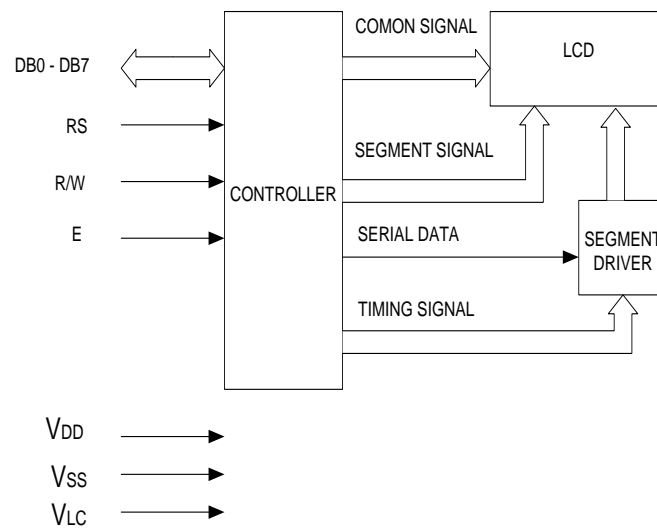 COMON SIGNAL
LCD
DB0 - DB7
RS
SEGMENT SIGNAL
R/W
CONTROLLER
E
SERIAL DATA
SEGMENT
DRIVER
TIMING SIGNAL
VDD
VSS
VLC